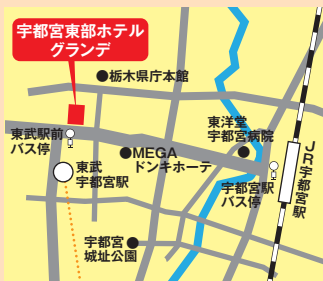 宇都宮東部ホテル
グランデ
栃木県庁本館
東武駅前
バス停
東武
宇都宮駅
MEGA
ドンキホーテ
東洋堂
宇都宮病院
宇都宮駅
バス停
JR宇都宮駅
宇都宮
城址公園